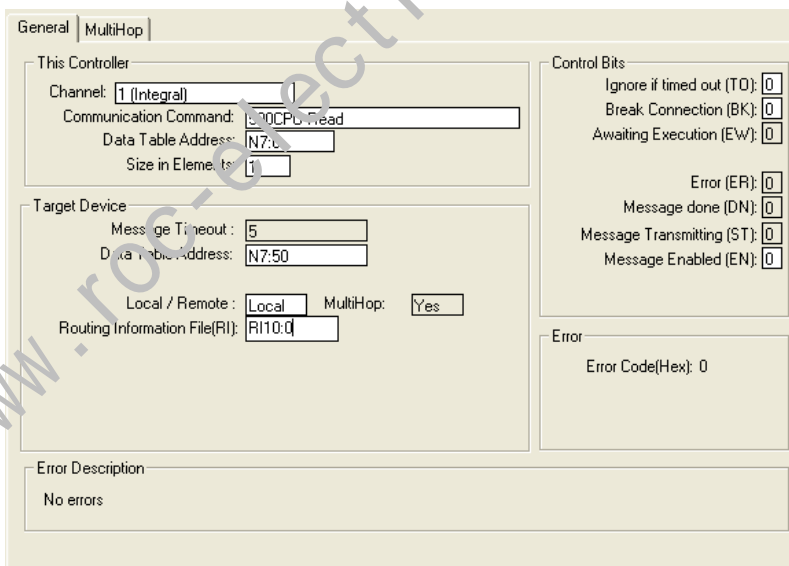 General
MultiHop
This Controller
Channel: 1 (Integral)
Communication Command: 500CPU Read
Data Table Address: N7:0
Size in Elements: 1
Target Device
Message Timeout : 5
Data Table Address: N7:50
Local / Remote : Local MultiHop: Yes
Routing Information File(RI): RI10:0
Control Bits
Ignore if timed out (TO): 0
Break Connection (BK): 0
Awaiting Execution (EW): 0
Error (ER): 0
Message done (DN): 0
Message Transmitting (ST): 0
Message Enabled (EN): 0
Error
Error Code(Hex): 0
Error Description
No errors